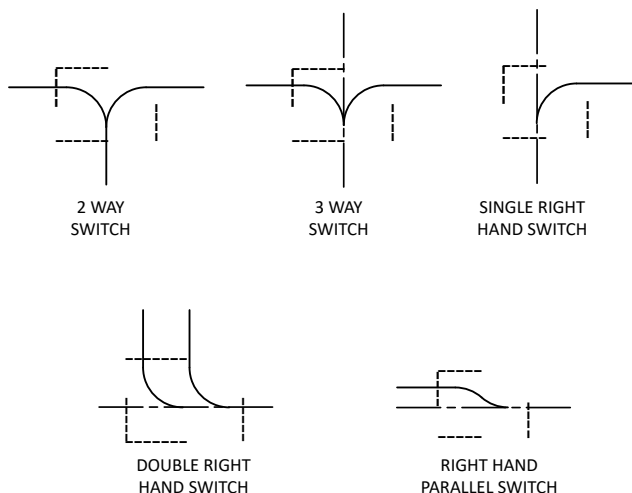 2 WAY
SWITCH
3 WAY
SWITCH
SINGLE RIGHT
HAND SWITCH
DOUBLE RIGHT
HAND SWITCH
RIGHT HAND
PARALLEL SWITCH